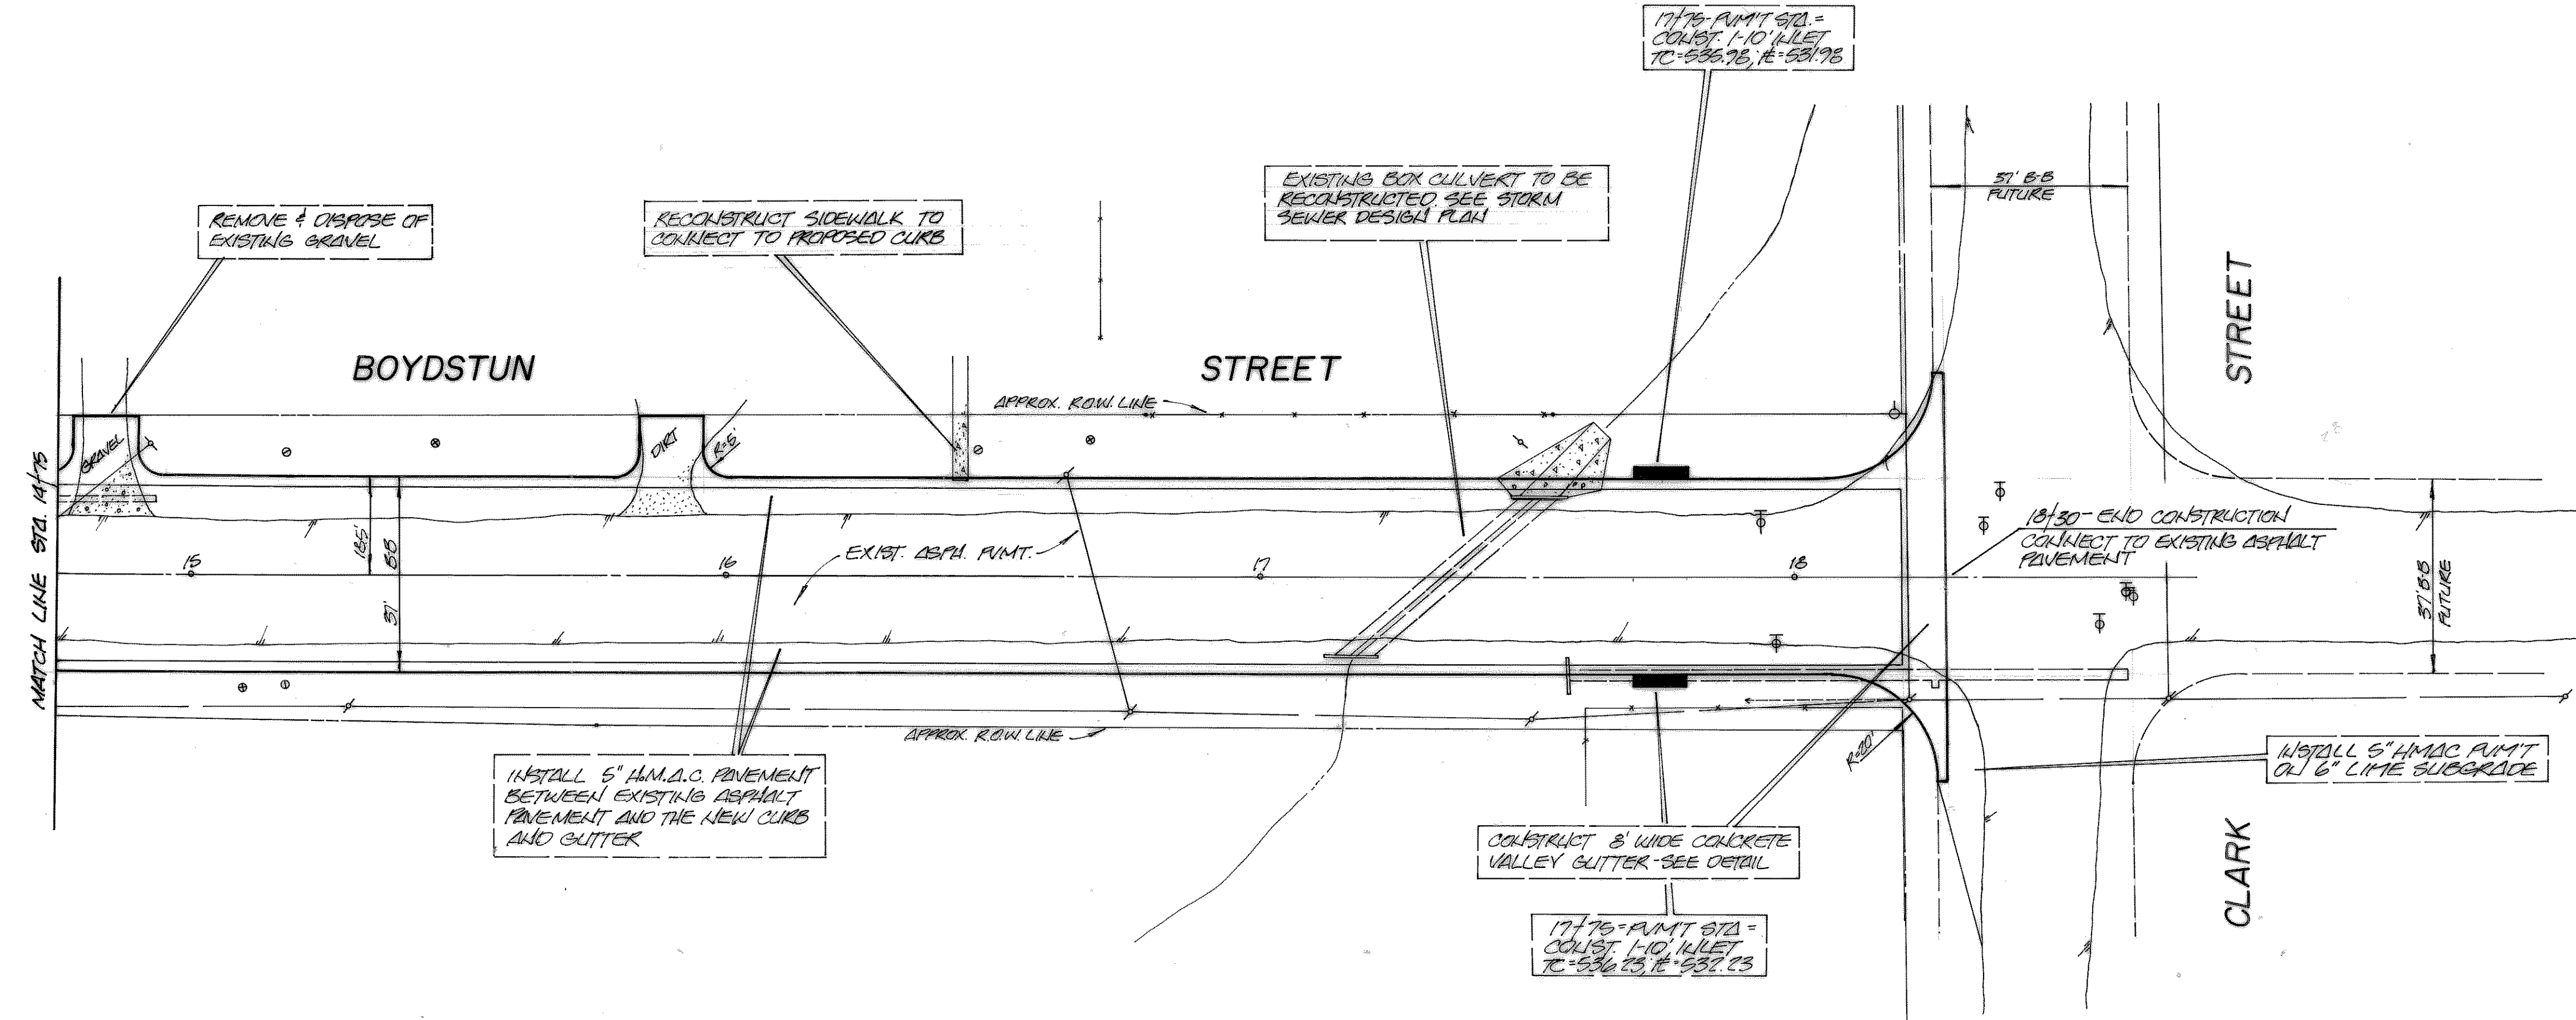 17+75-PVM'T STA.=
CONST. 1-10' INLET
TC=535.98, FL=531.98
EXISTING BOX CULVERT TO BE
RECONSTRUCTED. SEE STORM
SEWER DESIGN PLAN
37' B-B
FUTURE
REMOVE & DISPOSE OF
EXISTING GRAVEL
RECONSTRUCT SIDEWALK TO
CONNECT TO PROPOSED CURB
BOYDSTUN STREET
STREET
APPROX. R.O.W. LINE
GRAVEL
DIRT
R=5'
MATCH LINE STA. 14+75
18.5'
37' B-B
EXIST. ASPH. PVMT.
15
16
17
18
18+30-END CONSTRUCTION
CONNECT TO EXISTING ASPHALT
PAVEMENT
37' B-B
FUTURE
APPROX. R.O.W. LINE
R=20'
INSTALL 5" H.M.A.C. PAVEMENT
BETWEEN EXISTING ASPHALT
PAVEMENT AND THE NEW CURB
AND GUTTER
INSTALL 5" HMAC PVM'T
ON 6" LIME SUBGRADE
CONSTRUCT 8' WIDE CONCRETE
VALLEY GUTTER-SEE DETAIL
CLARK
17+75=PVM'T STA=
CONST. 1-10' INLET
TC=536.23, FL=532.23